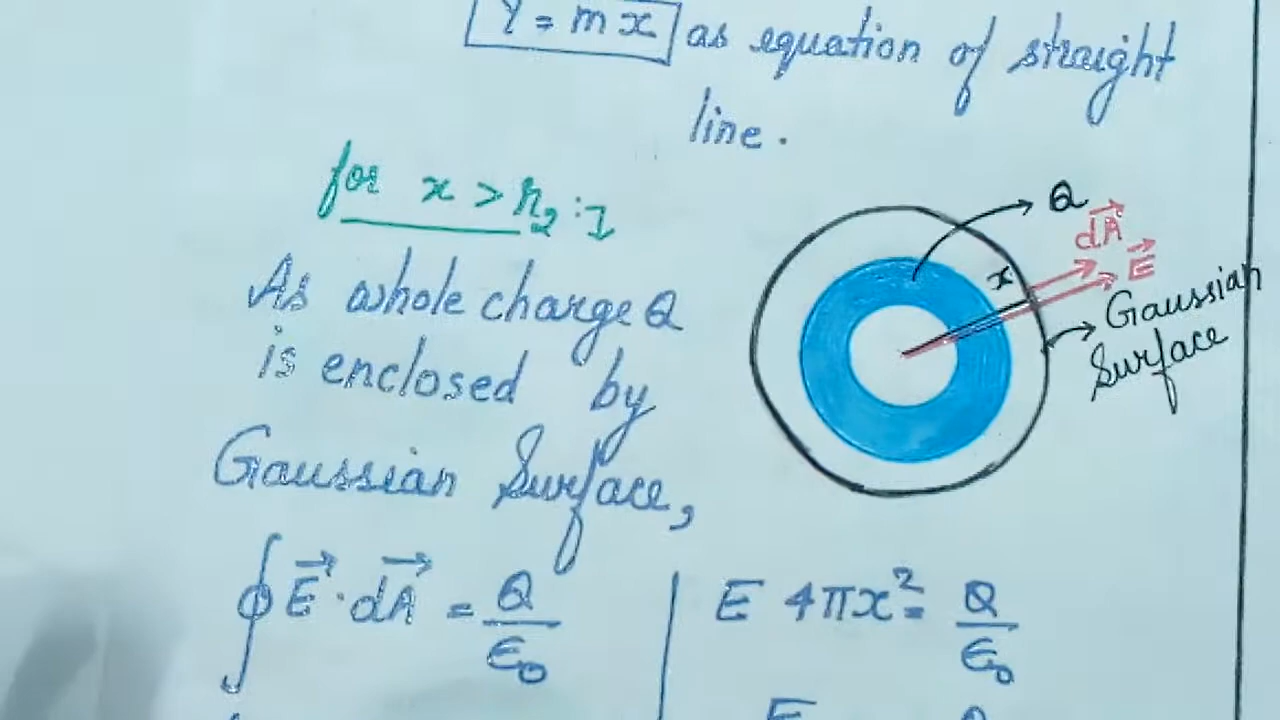 Y = mx as equation of straight
line.
for x > r₂ :-
As whole charge Q
is enclosed by
Gaussian Surface,
Q
dA⃗
x
E⃗
Gaussian
Surface
∮ E⃗ · dA⃗ = Q/ε₀
E 4πx² = Q/ε₀